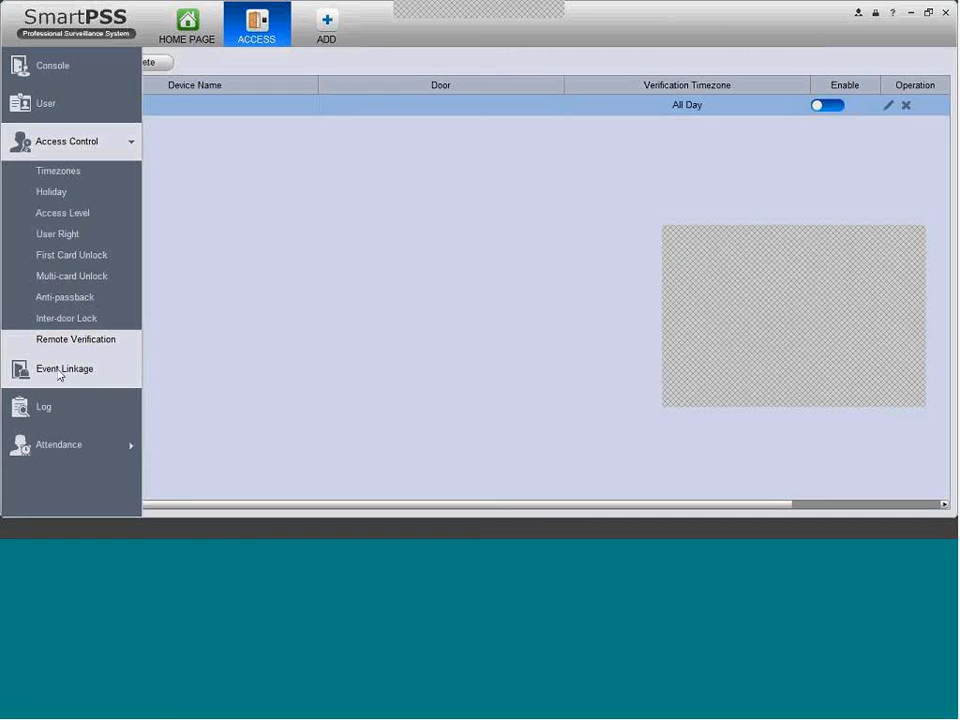 SmartPSS
Professional Surveillance System
HOME PAGE
ACCESS
ADD
?
Console
ete
User
Device Name
Door
Verification Timezone
Enable
Operation
All Day
Access Control
Timezones
Holiday
Access Level
User Right
First Card Unlock
Multi-card Unlock
Anti-passback
Inter-door Lock
Remote Verification
Event Linkage
Log
Attendance